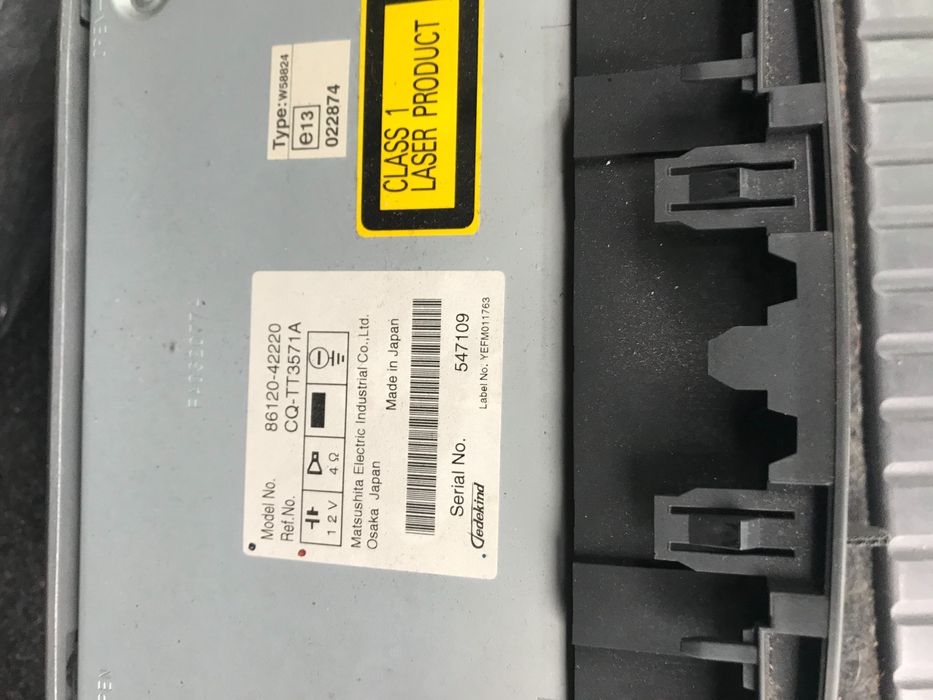 Type:W58824
e13
022874
CLASS 1
LASER PRODUCT
Model No. 86120-42220
Ref.No. CQ-TT3571A
12V 4Ω
Matsushita Electric Industrial Co.,Ltd.
Osaka Japan
Made in Japan
Serial No. 547109
Jedekind Label No. YEFM011763